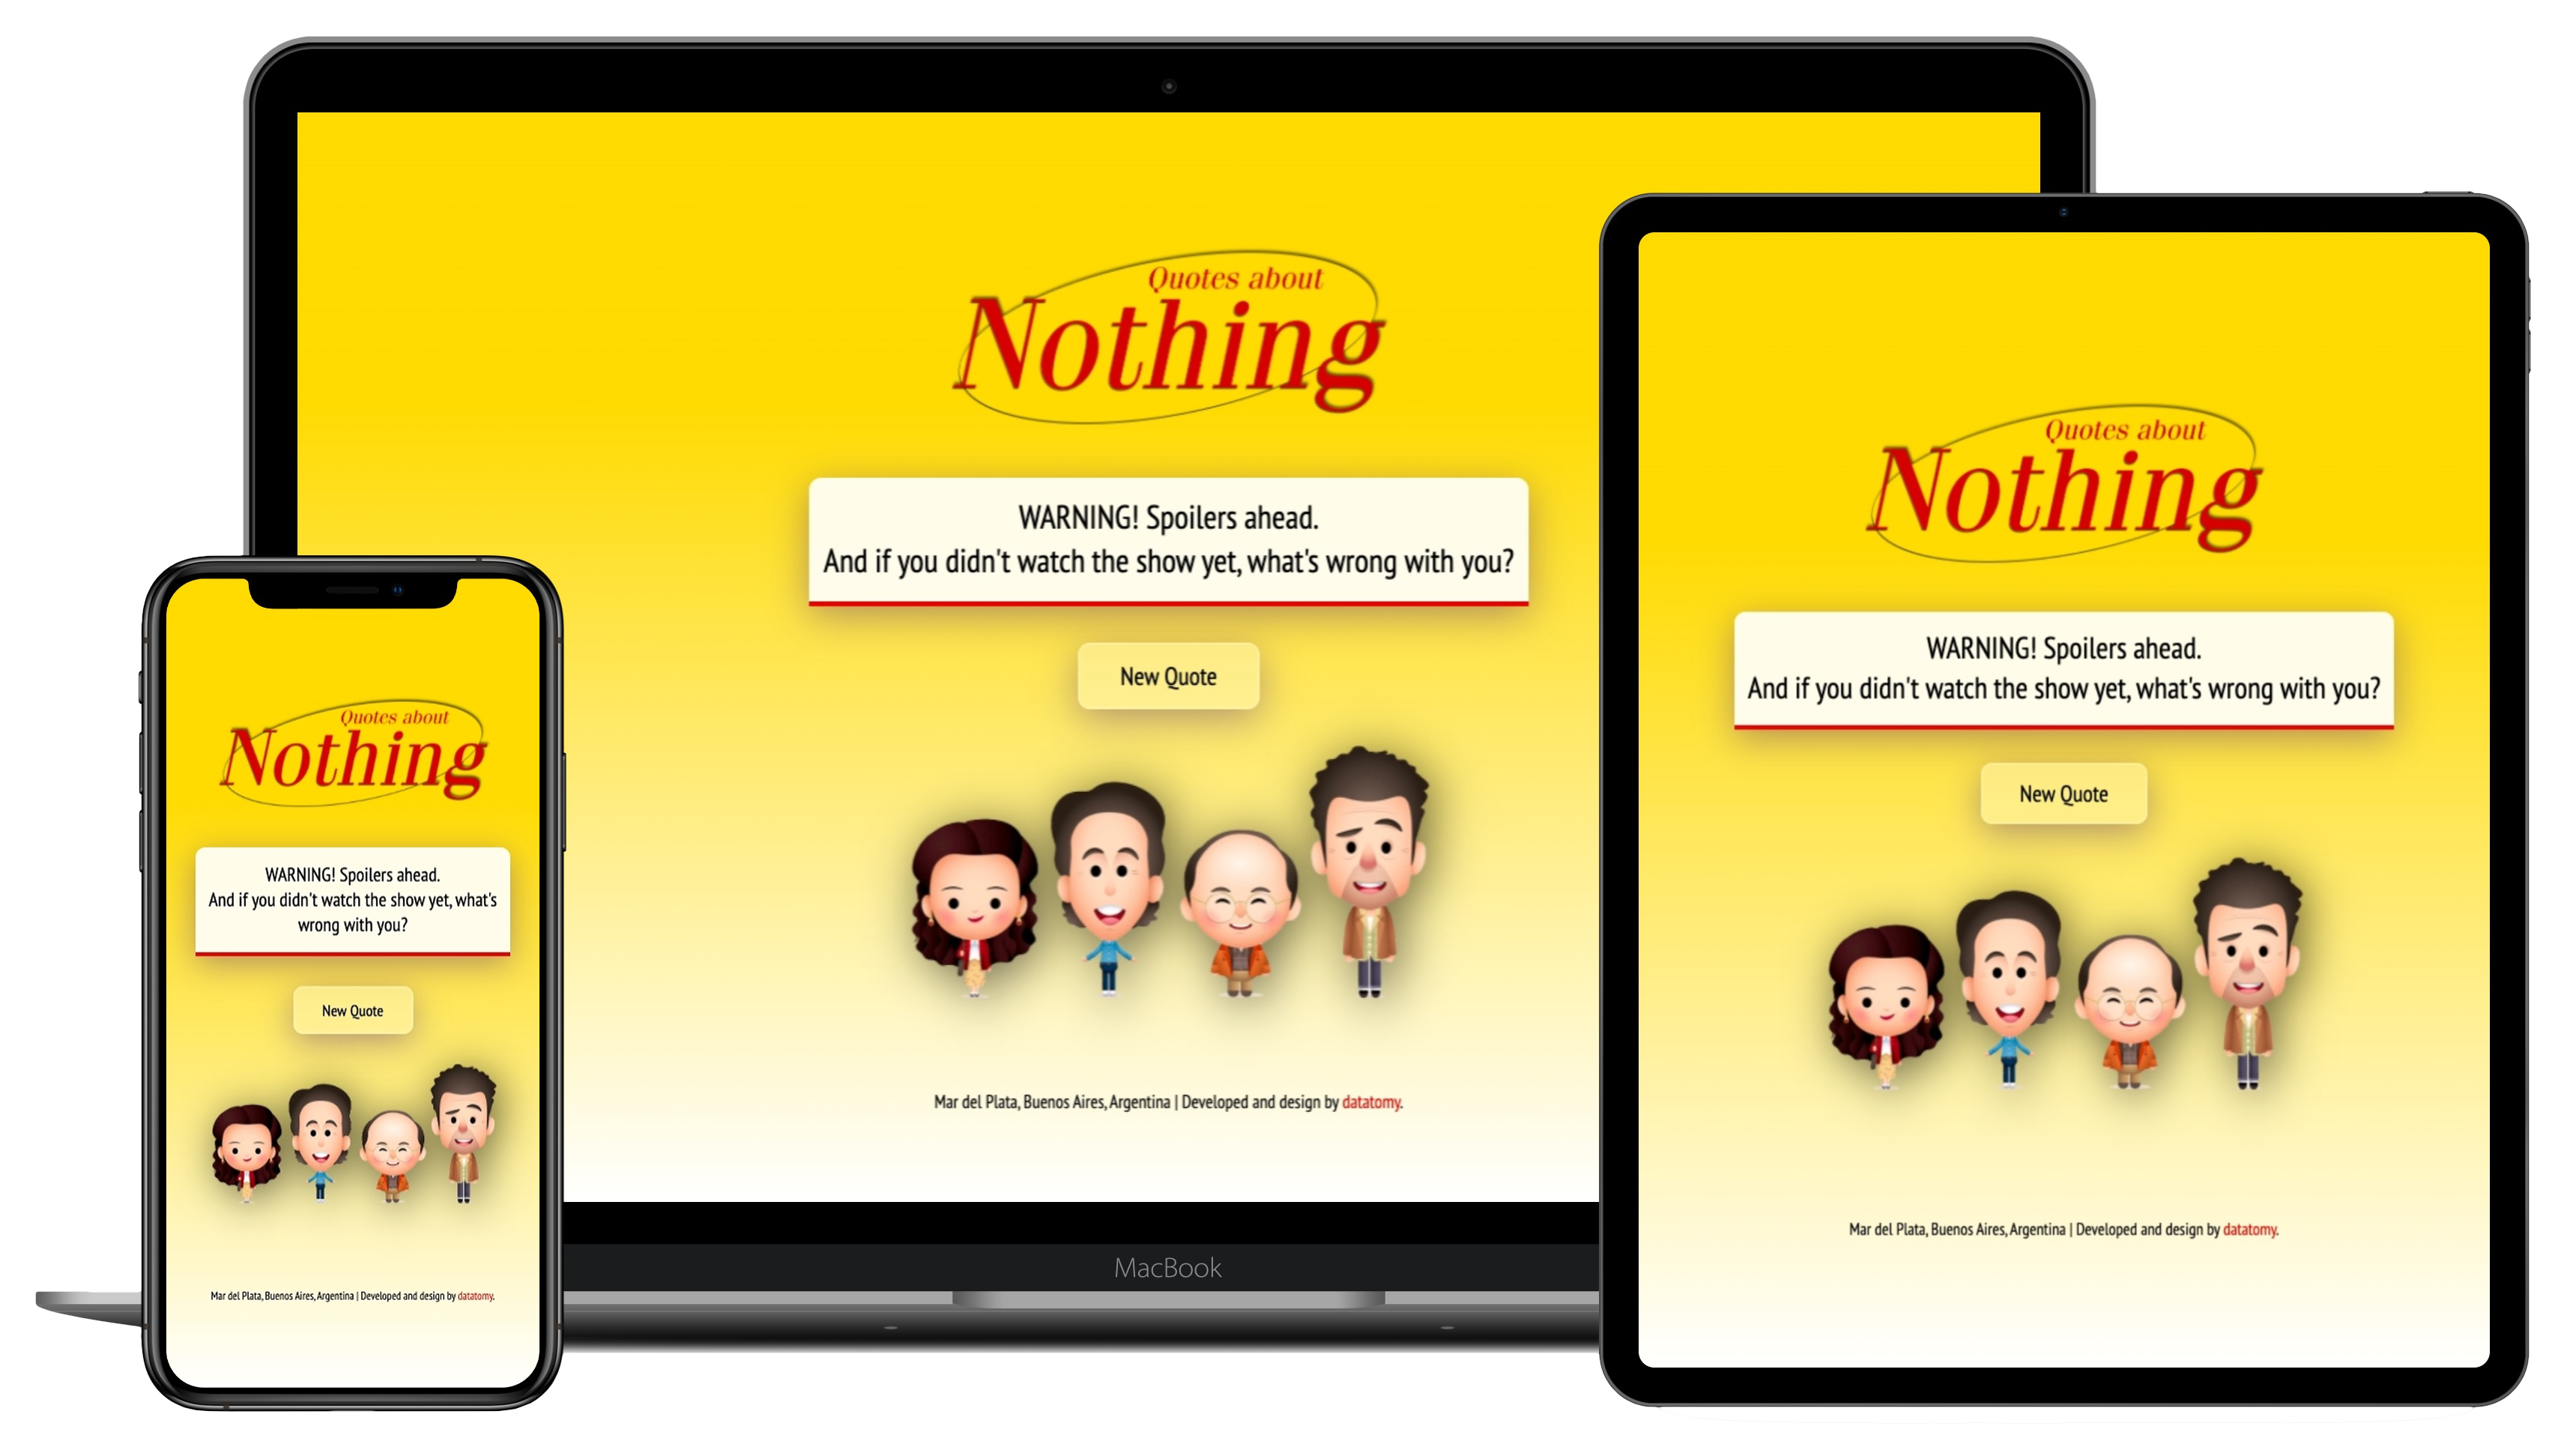 Quotes about
Nothing
WARNING! Spoilers ahead.
And if you didn't watch the show yet, what's wrong with you?
New Quote
Mar del Plata, Buenos Aires, Argentina | Developed and design by datatomy.
MacBook
Quotes about
Nothing
WARNING! Spoilers ahead.
And if you didn't watch the show yet, what's wrong with you?
New Quote
Mar del Plata, Buenos Aires, Argentina | Developed and design by datatomy.
Quotes about
Nothing
WARNING! Spoilers ahead.
And if you didn't watch the show yet, what's
wrong with you?
New Quote
Mar del Plata, Buenos Aires, Argentina | Developed and design by datatomy.